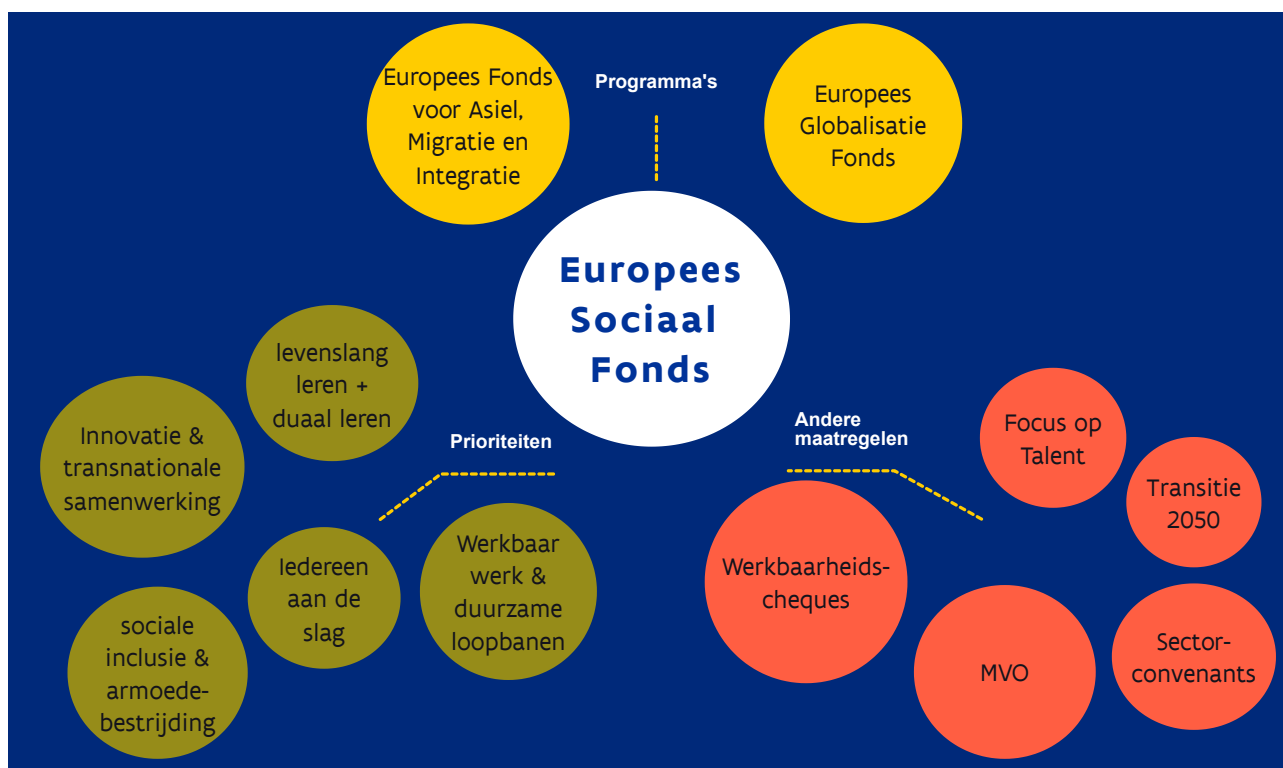 Europees Fonds
voor Asiel,
Migratie en
Integratie
Programma's
Europees
Globalisatie
Fonds
Europees
Sociaal
Fonds
levenslang
leren +
duaal leren
Innovatie &
transnationale
samenwerking
Prioriteiten
Iedereen
aan de
slag
Werkbaar
werk &
duurzame
loopbanen
sociale
inclusie &
armoede-
bestrijding
Andere
maatregelen
Focus op
Talent
Transitie
2050
Werkbaarheids-
cheques
MVO
Sector-
convenants